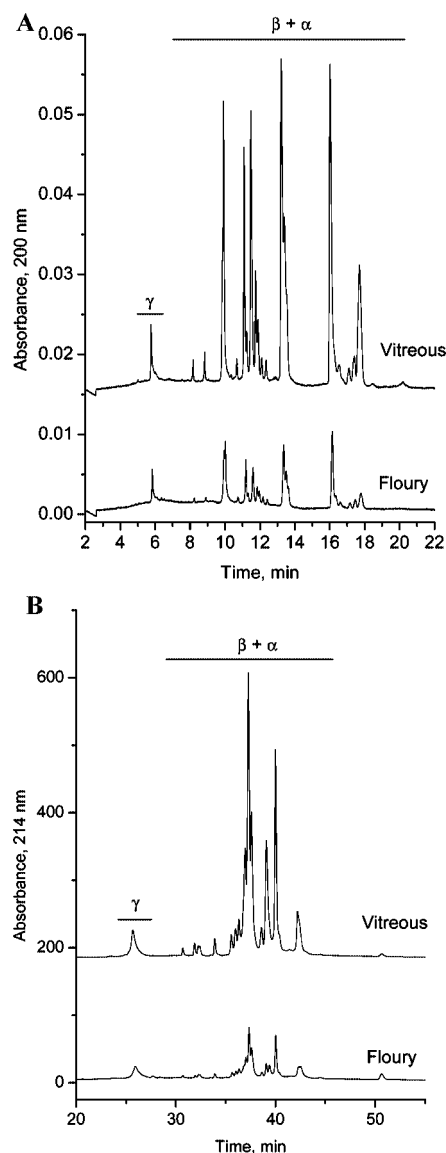 A
β + α
0.06
0.05
0.04
0.03
0.02
0.01
0.00
Absorbance, 200 nm
γ
Vitreous
Floury
2 4 6 8 10 12 14 16 18 20 22
Time, min
B
β + α
600
400
200
0
Absorbance, 214 nm
γ
Vitreous
Floury
20 30 40 50
Time, min